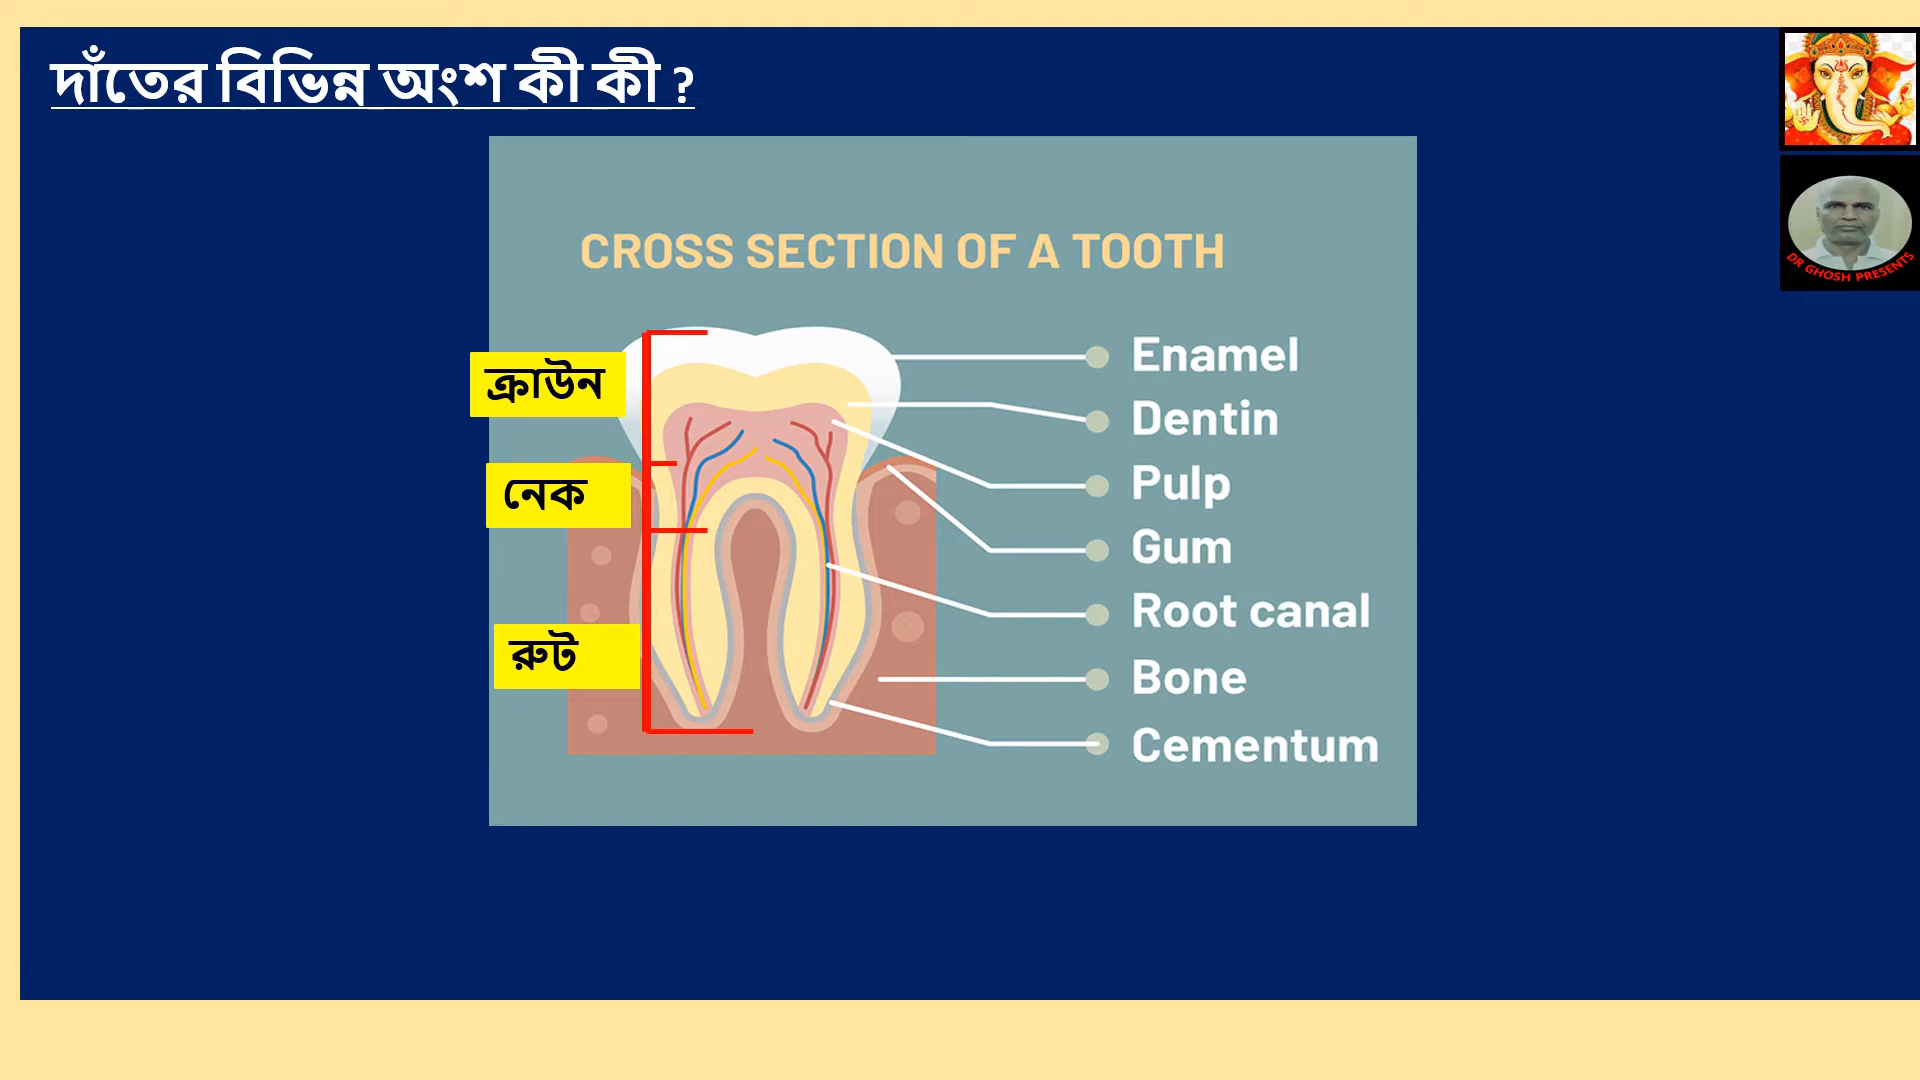 দাঁতের বিভিন্ন অংশ কী কী ?
CROSS SECTION OF A TOOTH
ক্রাউন
নেক
রুট
Enamel
Dentin
Pulp
Gum
Root canal
Bone
Cementum
DR GHOSH PRESENTS